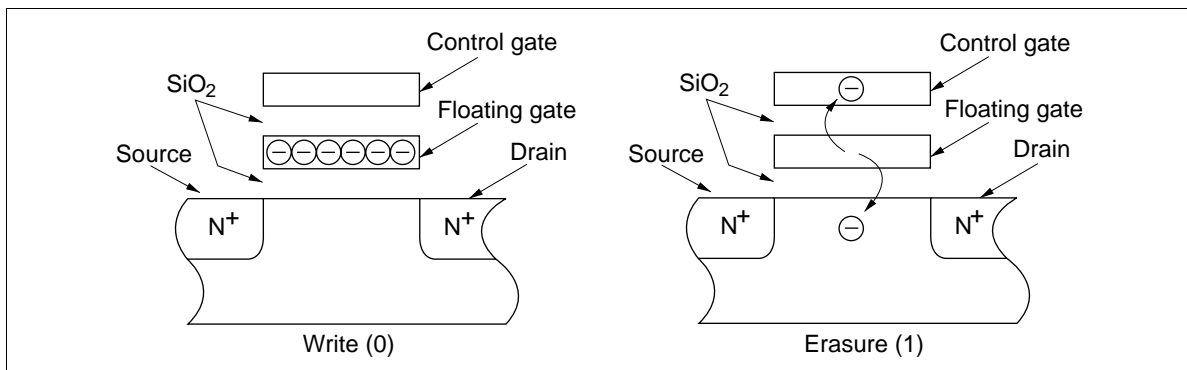 Control gate
SiO2
Floating gate
Source
Drain
N+
N+
Write (0)
Control gate
SiO2
Floating gate
Source
Drain
N+
N+
Erasure (1)